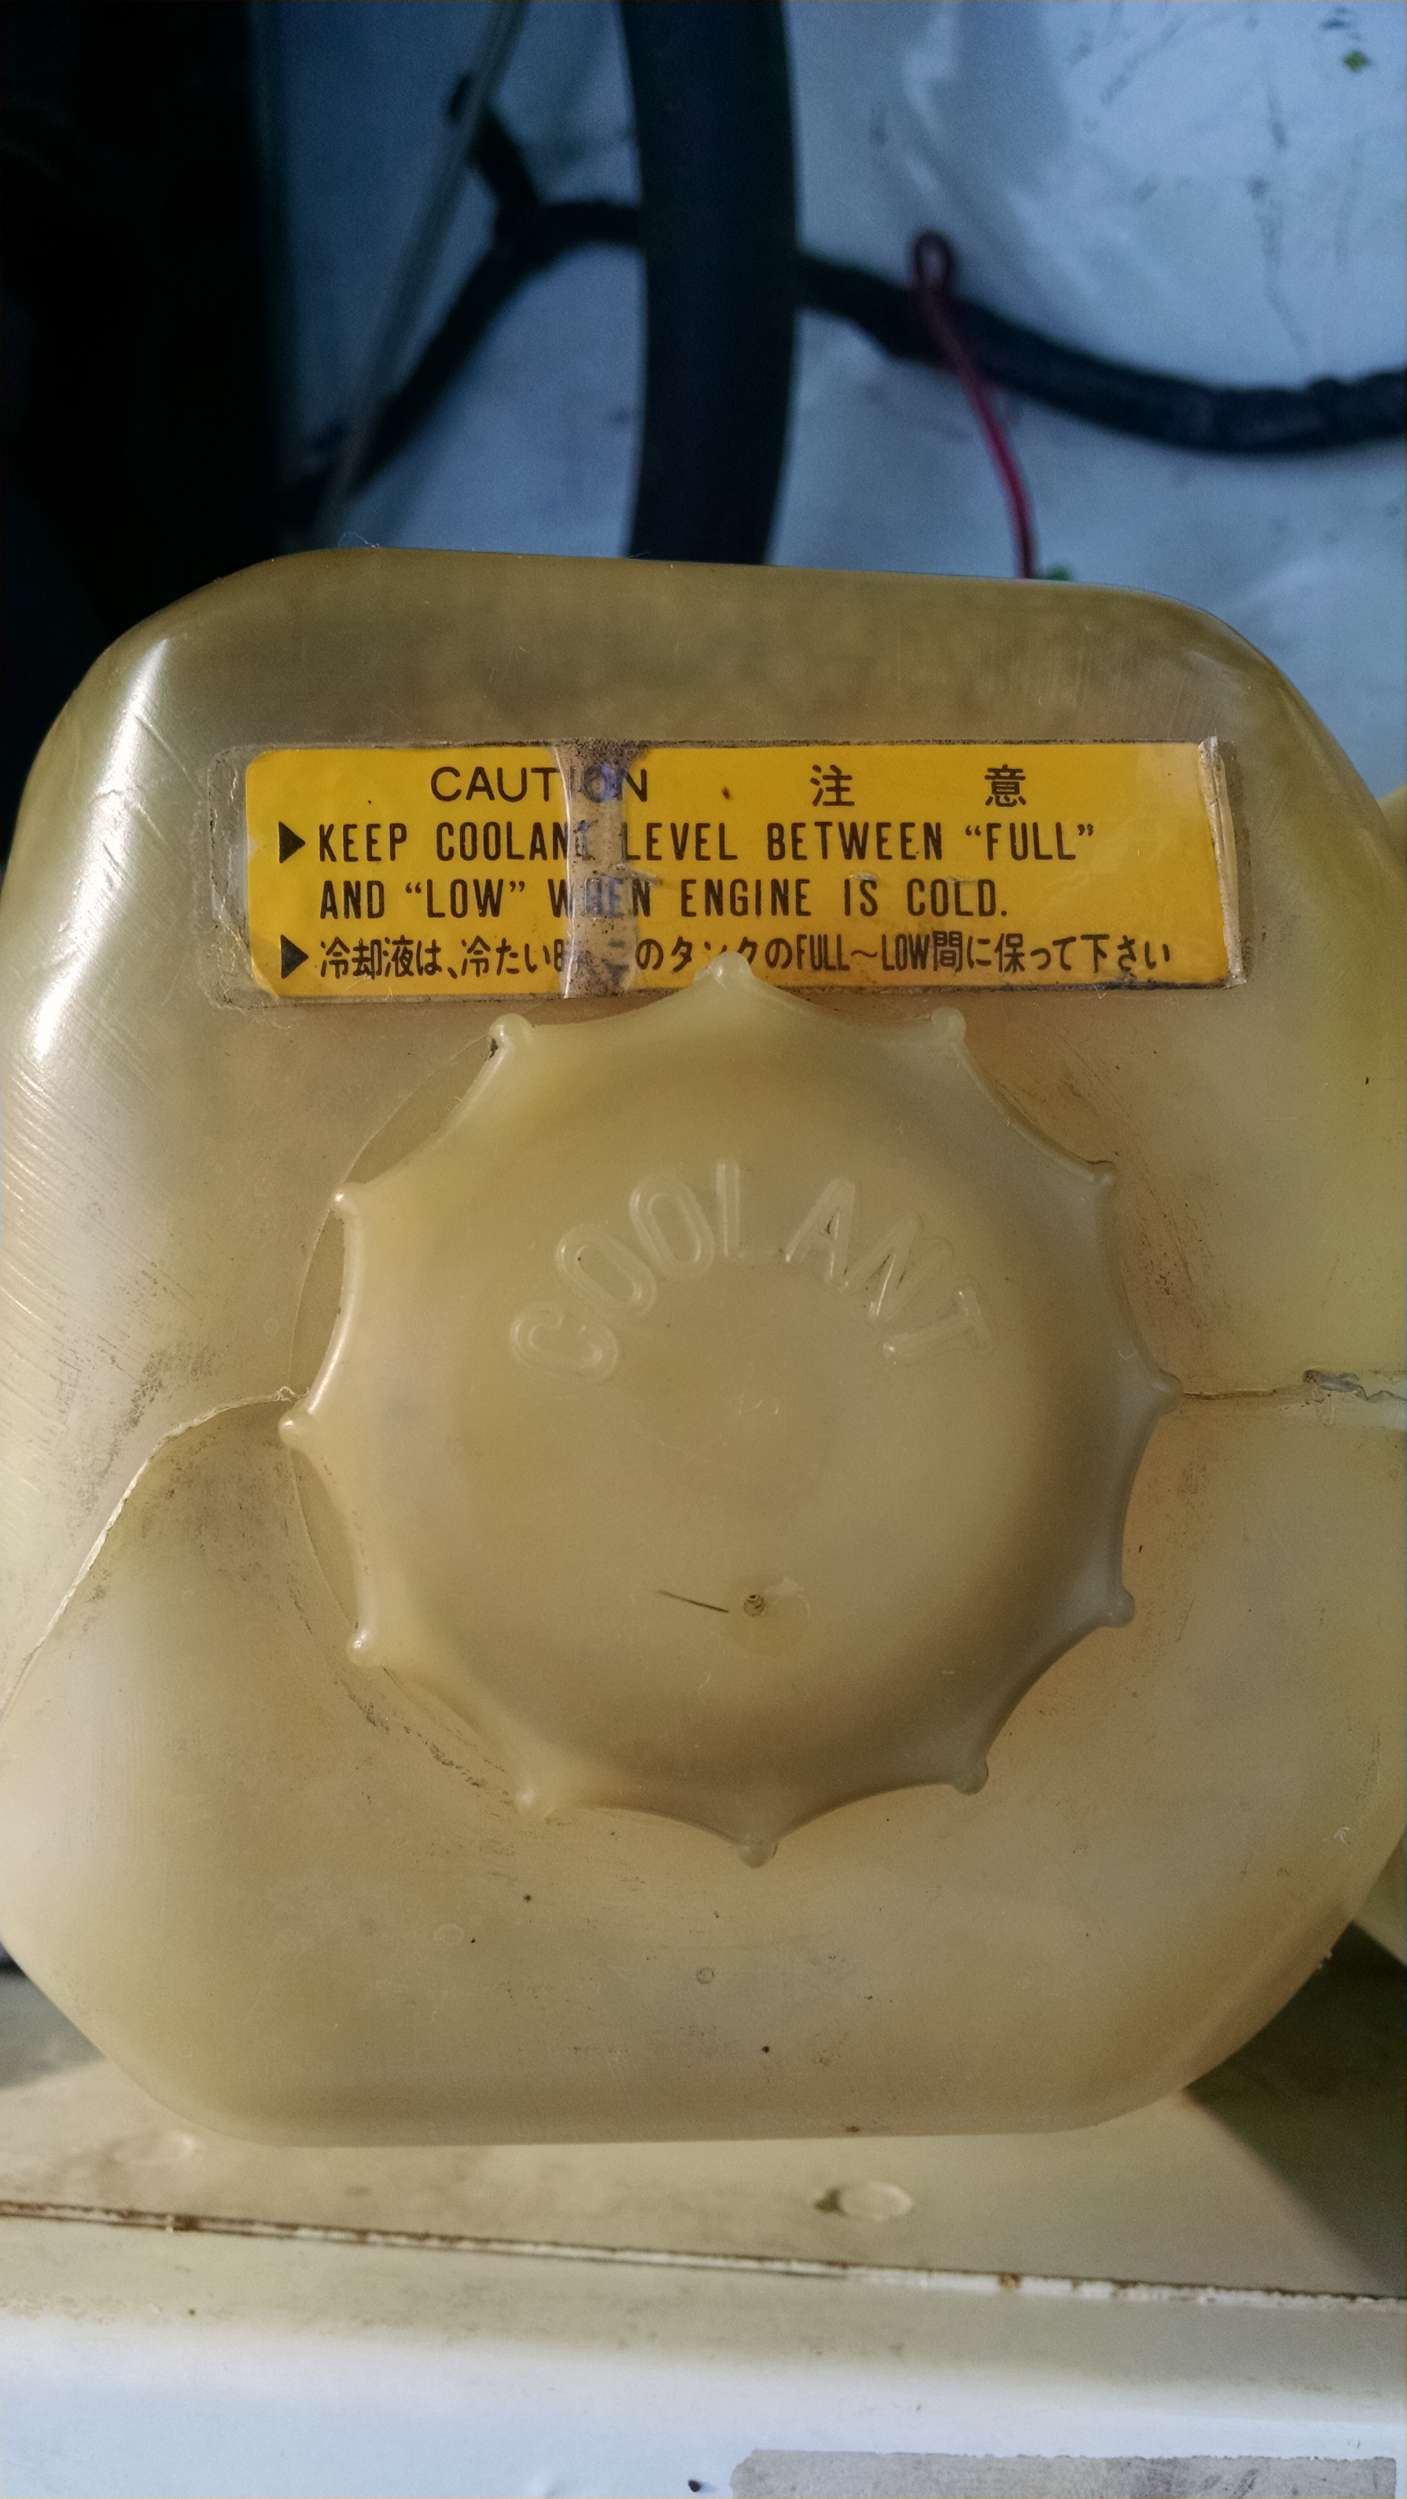 CAUTION 注 意
▶KEEP COOLANT LEVEL BETWEEN “FULL”
AND “LOW” WHEN ENGINE IS COLD.
▶冷却液は、冷たい このタンクのFULL～LOW間に保って下さい
COOLANT